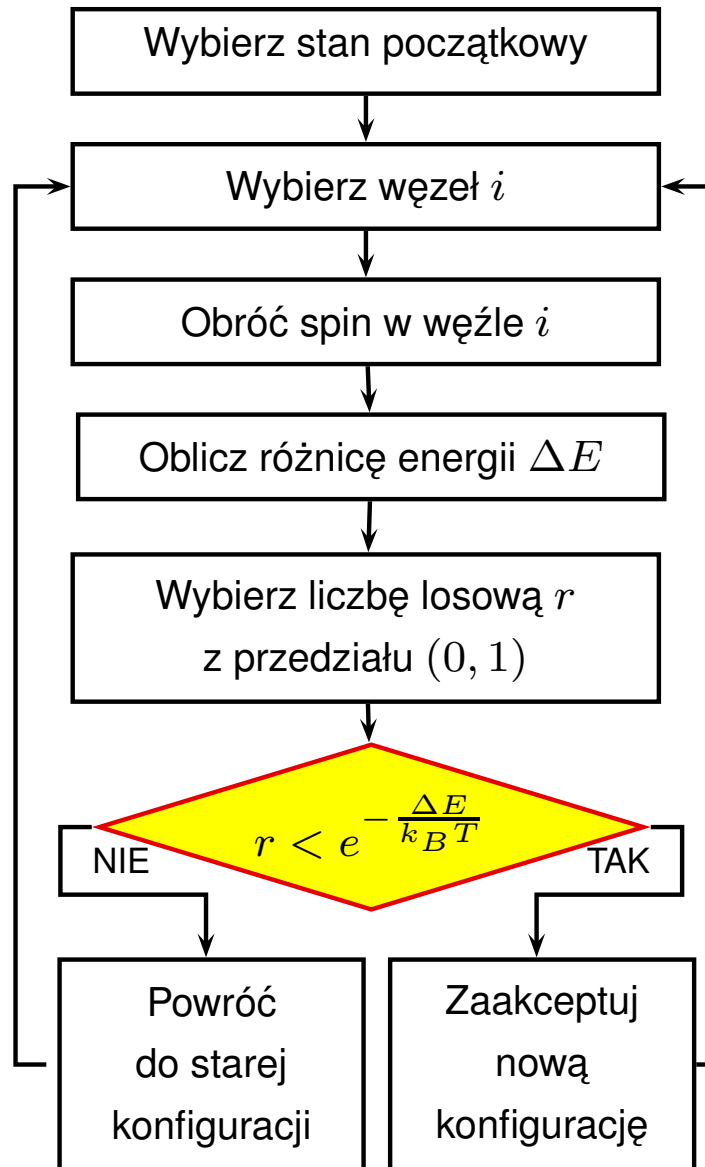 Wybierz stan początkowy
Wybierz węzeł i
Obróć spin w węźle i
Oblicz różnicę energii ΔE
Wybierz liczbę losową r
z przedziału (0, 1)
r < e^{-\frac{ΔE}{k_B T}}
NIE
TAK
Powróć
do starej
konfiguracji
Zaakceptuj
nową
konfigurację